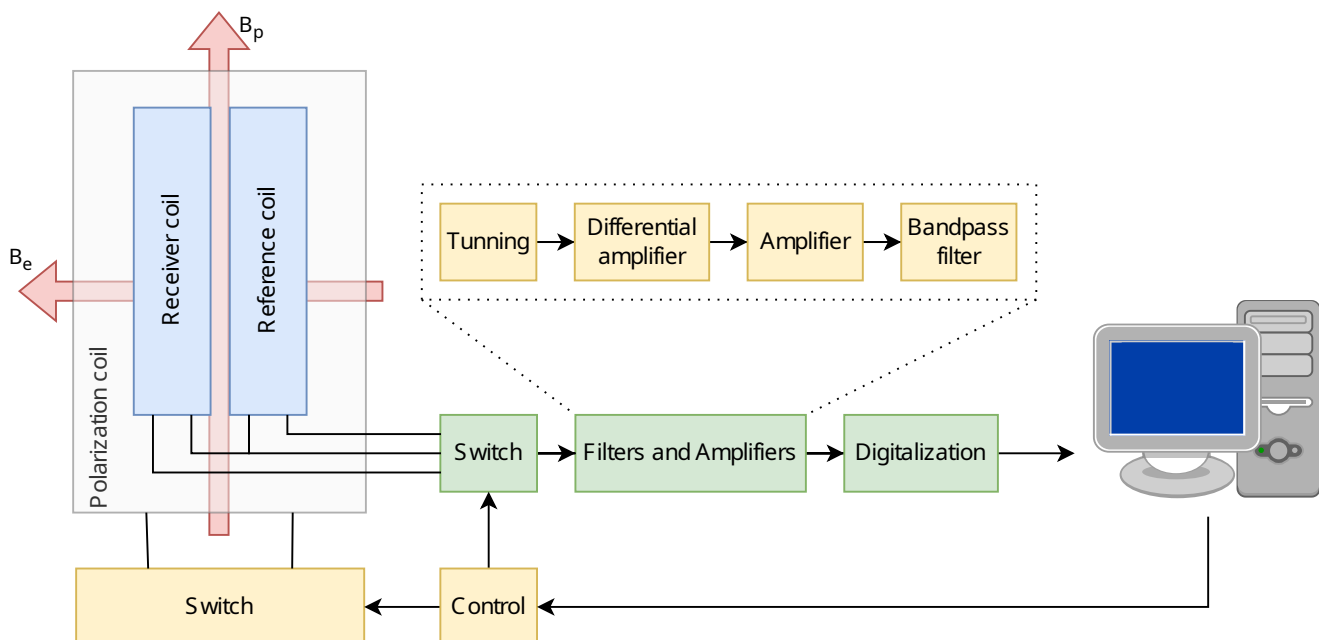 Bp
Be
Receiver coil
Reference coil
Polarization coil
Tunning
Differential
amplifier
Amplifier
Bandpass
filter
Switch
Filters and Amplifiers
Digitalization
Switch
Control